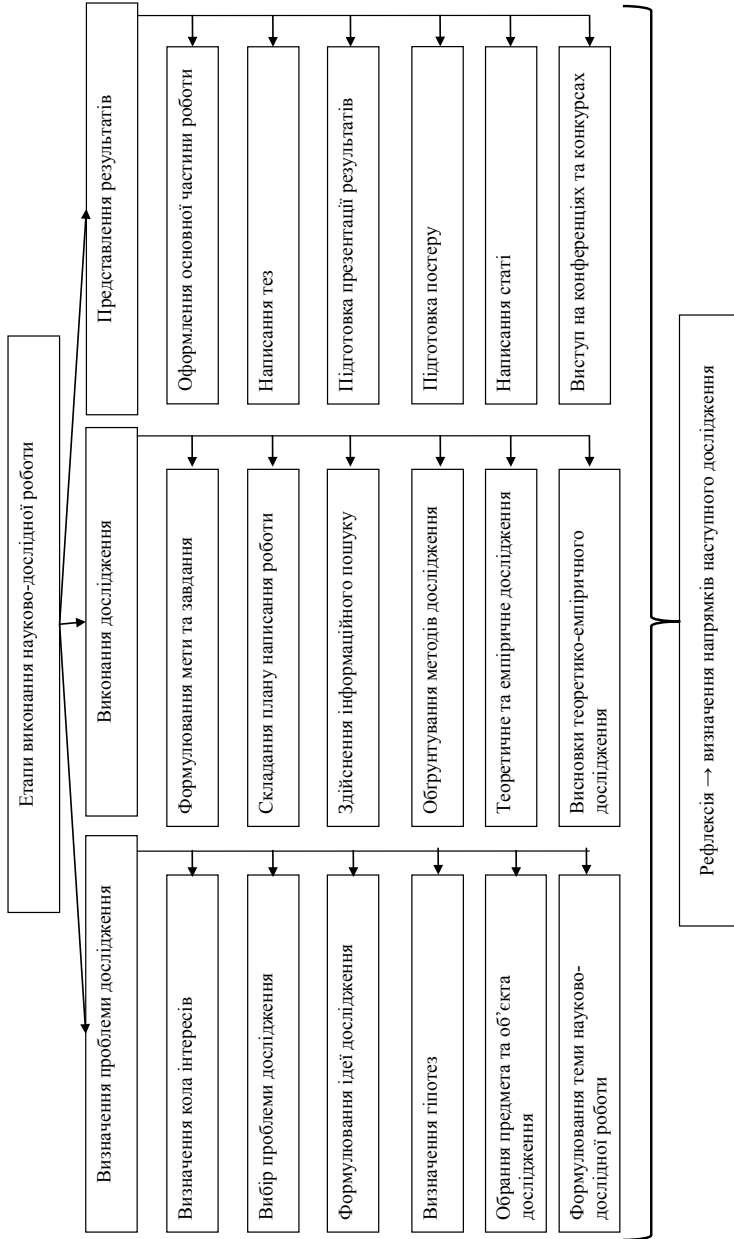 Етапи виконання науково-дослідної роботи
Визначення проблеми дослідження
Визначення кола інтересів
Вибір проблеми дослідження
Формулювання ідеї дослідження
Визначення гіпотез
Обрання предмета та об’єкта
дослідження
Формулювання теми науково-
дослідної роботи
Виконання дослідження
Формулювання мети та завдання
Складання плану написання роботи
Здійснення інформаційного пошуку
Обґрунтування методів дослідження
Теоретичне та емпіричне дослідження
Висновки теоретико-емпіричного
дослідження
Представлення результатів
Оформлення основної частини роботи
Написання тез
Підготовка презентації результатів
Підготовка постеру
Написання статі
Виступ на конференціях та конкурсах
Рефлексія → визначення напрямків наступного дослідження